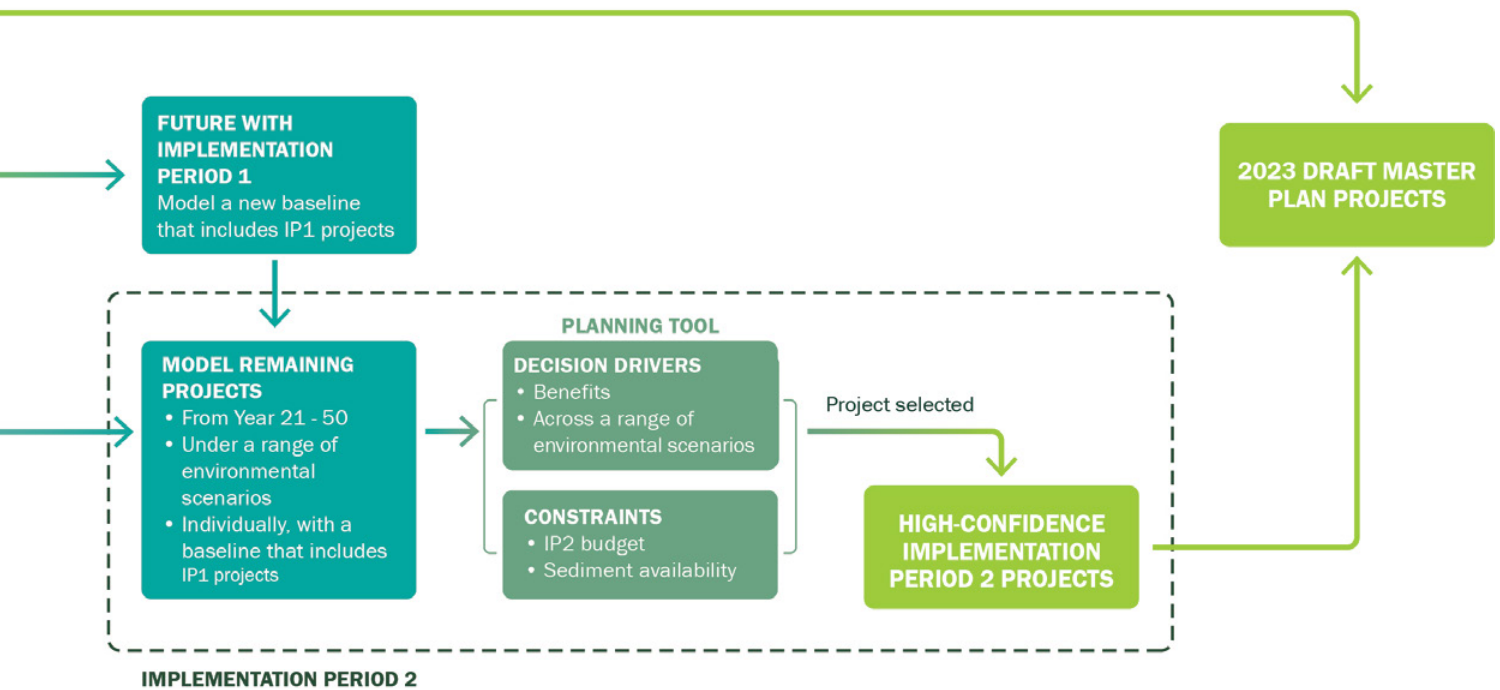 FUTURE WITH
IMPLEMENTATION
PERIOD 1
Model a new baseline
that includes IP1 projects
2023 DRAFT MASTER
PLAN PROJECTS
MODEL REMAINING
PROJECTS
• From Year 21 - 50
• Under a range of
environmental
scenarios
• Individually, with a
baseline that includes
IP1 projects
PLANNING TOOL
DECISION DRIVERS
• Benefits
• Across a range of
environmental scenarios
CONSTRAINTS
• IP2 budget
• Sediment availability
Project selected
HIGH-CONFIDENCE
IMPLEMENTATION
PERIOD 2 PROJECTS
IMPLEMENTATION PERIOD 2